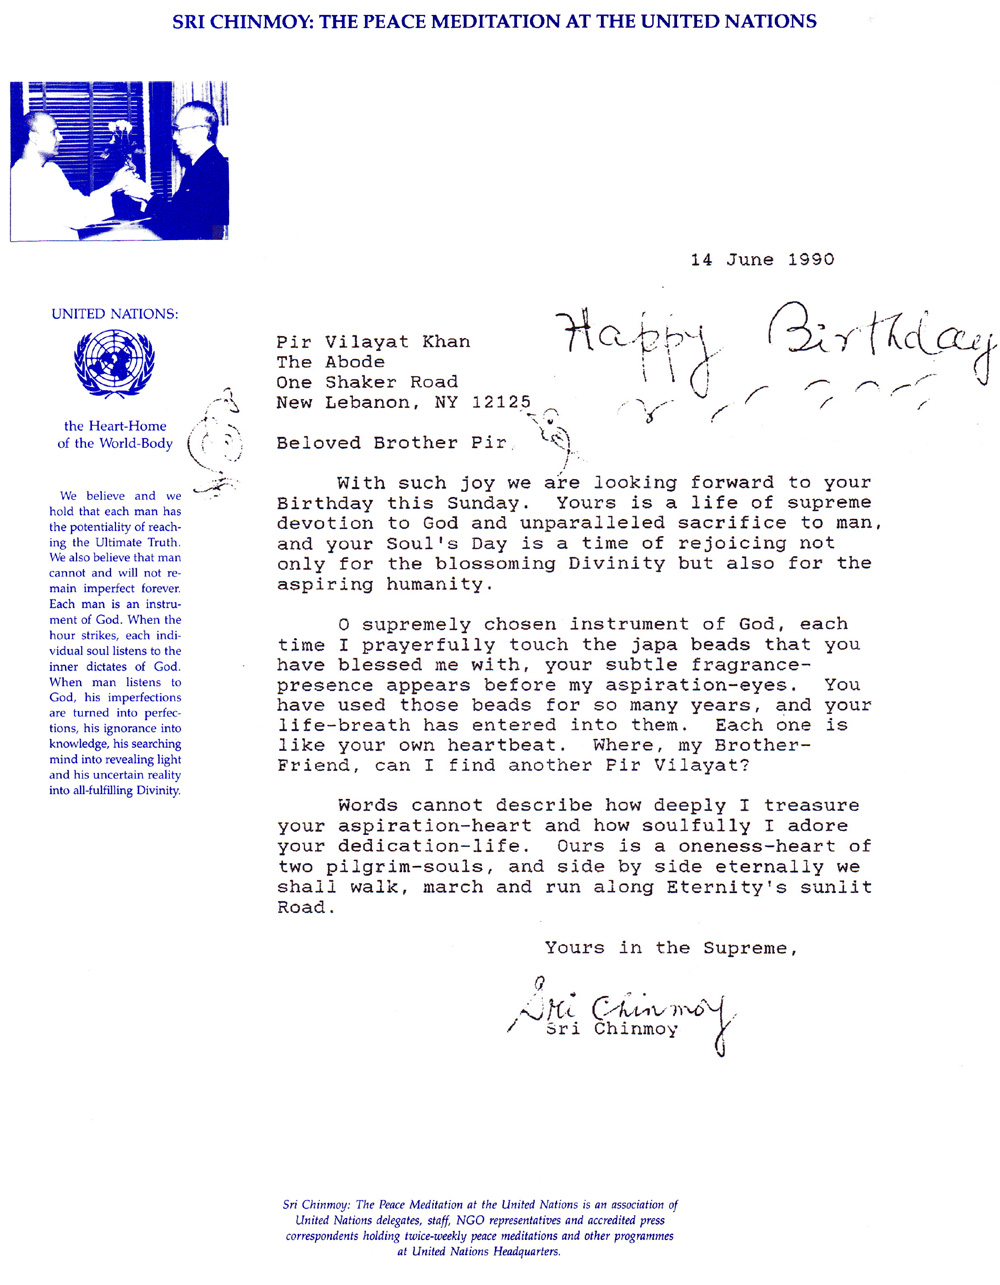 SRI CHINMOY: THE PEACE MEDITATION AT THE UNITED NATIONS
14 June 1990
Happy Birthday
UNITED NATIONS:
the Heart-Home
of the World-Body
We believe and we
hold that each man has
the potentiality of reach-
ing the Ultimate Truth.
We also believe that man
cannot and will not re-
main imperfect forever.
Each man is an instru-
ment of God. When the
hour strikes, each indi-
vidual soul listens to the
inner dictates of God.
When man listens to
God, his imperfections
are turned into perfec-
tions, his ignorance into
knowledge, his searching
mind into revealing light
and his uncertain reality
into all-fulfilling Divinity.
Pir Vilayat Khan
The Abode
One Shaker Road
New Lebanon, NY 12125
Beloved Brother Pir,
With such joy we are looking forward to your
Birthday this Sunday. Yours is a life of supreme
devotion to God and unparalleled sacrifice to man,
and your Soul's Day is a time of rejoicing not
only for the blossoming Divinity but also for the
aspiring humanity.
O supremely chosen instrument of God, each
time I prayerfully touch the japa beads that you
have blessed me with, your subtle fragrance-
presence appears before my aspiration-eyes. You
have used those beads for so many years, and your
life-breath has entered into them. Each one is
like your own heartbeat. Where, my Brother-
Friend, can I find another Pir Vilayat?
Words cannot describe how deeply I treasure
your aspiration-heart and how soulfully I adore
your dedication-life. Ours is a oneness-heart of
two pilgrim-souls, and side by side eternally we
shall walk, march and run along Eternity's sunlit
Road.
Yours in the Supreme,
Sri Chinmoy
Sri Chinmoy
Sri Chinmoy: The Peace Meditation at the United Nations is an association of
United Nations delegates, staff, NGO representatives and accredited press
correspondents holding twice-weekly peace meditations and other programmes
at United Nations Headquarters.